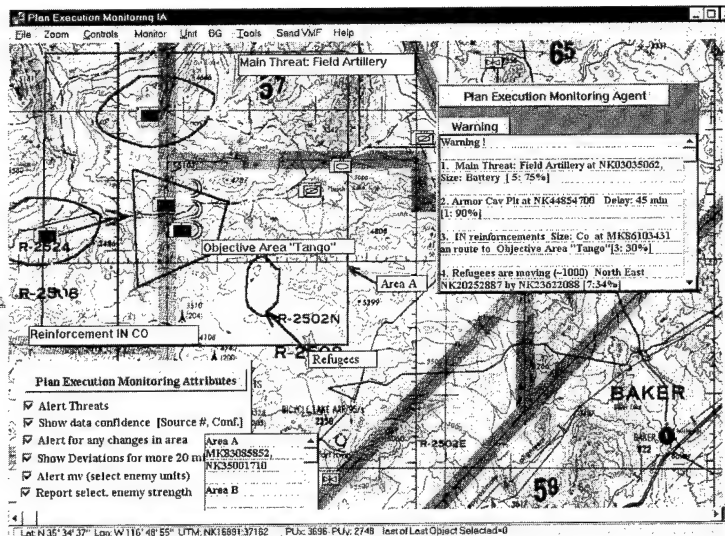 Plan Execution Monitoring IA
File Zoom Controls Monitor Unit BG Tools Send VMF Help
Main Threat: Field Artillery
65
Plan Execution Monitoring Agent
Warning
Warning !
1. Main Threat: Field Artillery at NK03035062,
Size: Battery [ 5: 75%]
2. Armor Cav Plt at NK44854700 Delay: 45 min
[1: 90%]
3. IN reinforncements Size: Co at MK86103431
an route to Objective Area "Tango"[3: 30%]
4. Refugees are moving (~1000) North East
NK20252887 by NK23622088 [7:34%]
R-2524
Objective Area "Tango"
Area A
R-2508
R-2502N
Reinforcement IN CO
Refugees
Plan Execution Monitoring Attributes
Alert Threats
Show data confidence [Source #, Conf.]
Alert for any changes in area
Show Deviations for more 20 mi
Alert mv (select enemy units)
Report select. enemy strength
Area A
MK83085852,
NK35001710
Area B
BAKER
R-2502E
59
Lat: N 35° 34' 37" Lon: W 116° 48' 55" UTM: NK16891:37162 PUx: 3696-PUy: 2748 last of Last Object Selected=0